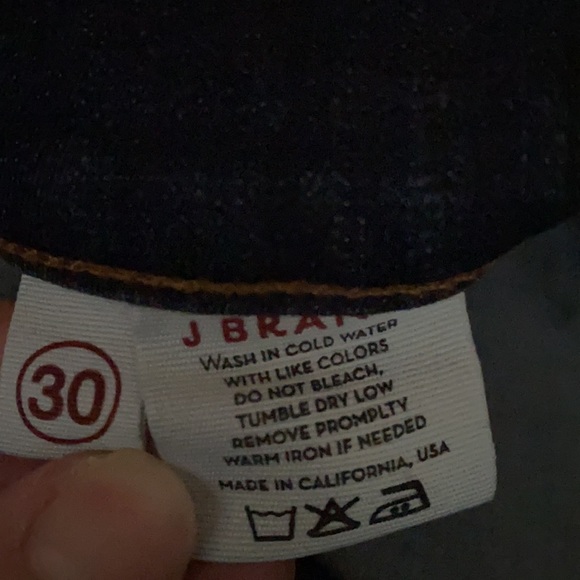 30
J BRAN
WASH IN COLD WATER
WITH LIKE COLORS
DO NOT BLEACH,
TUMBLE DRY LOW
REMOVE PROMPLTY
WARM IRON IF NEEDED
MADE IN CALIFORNIA, USA